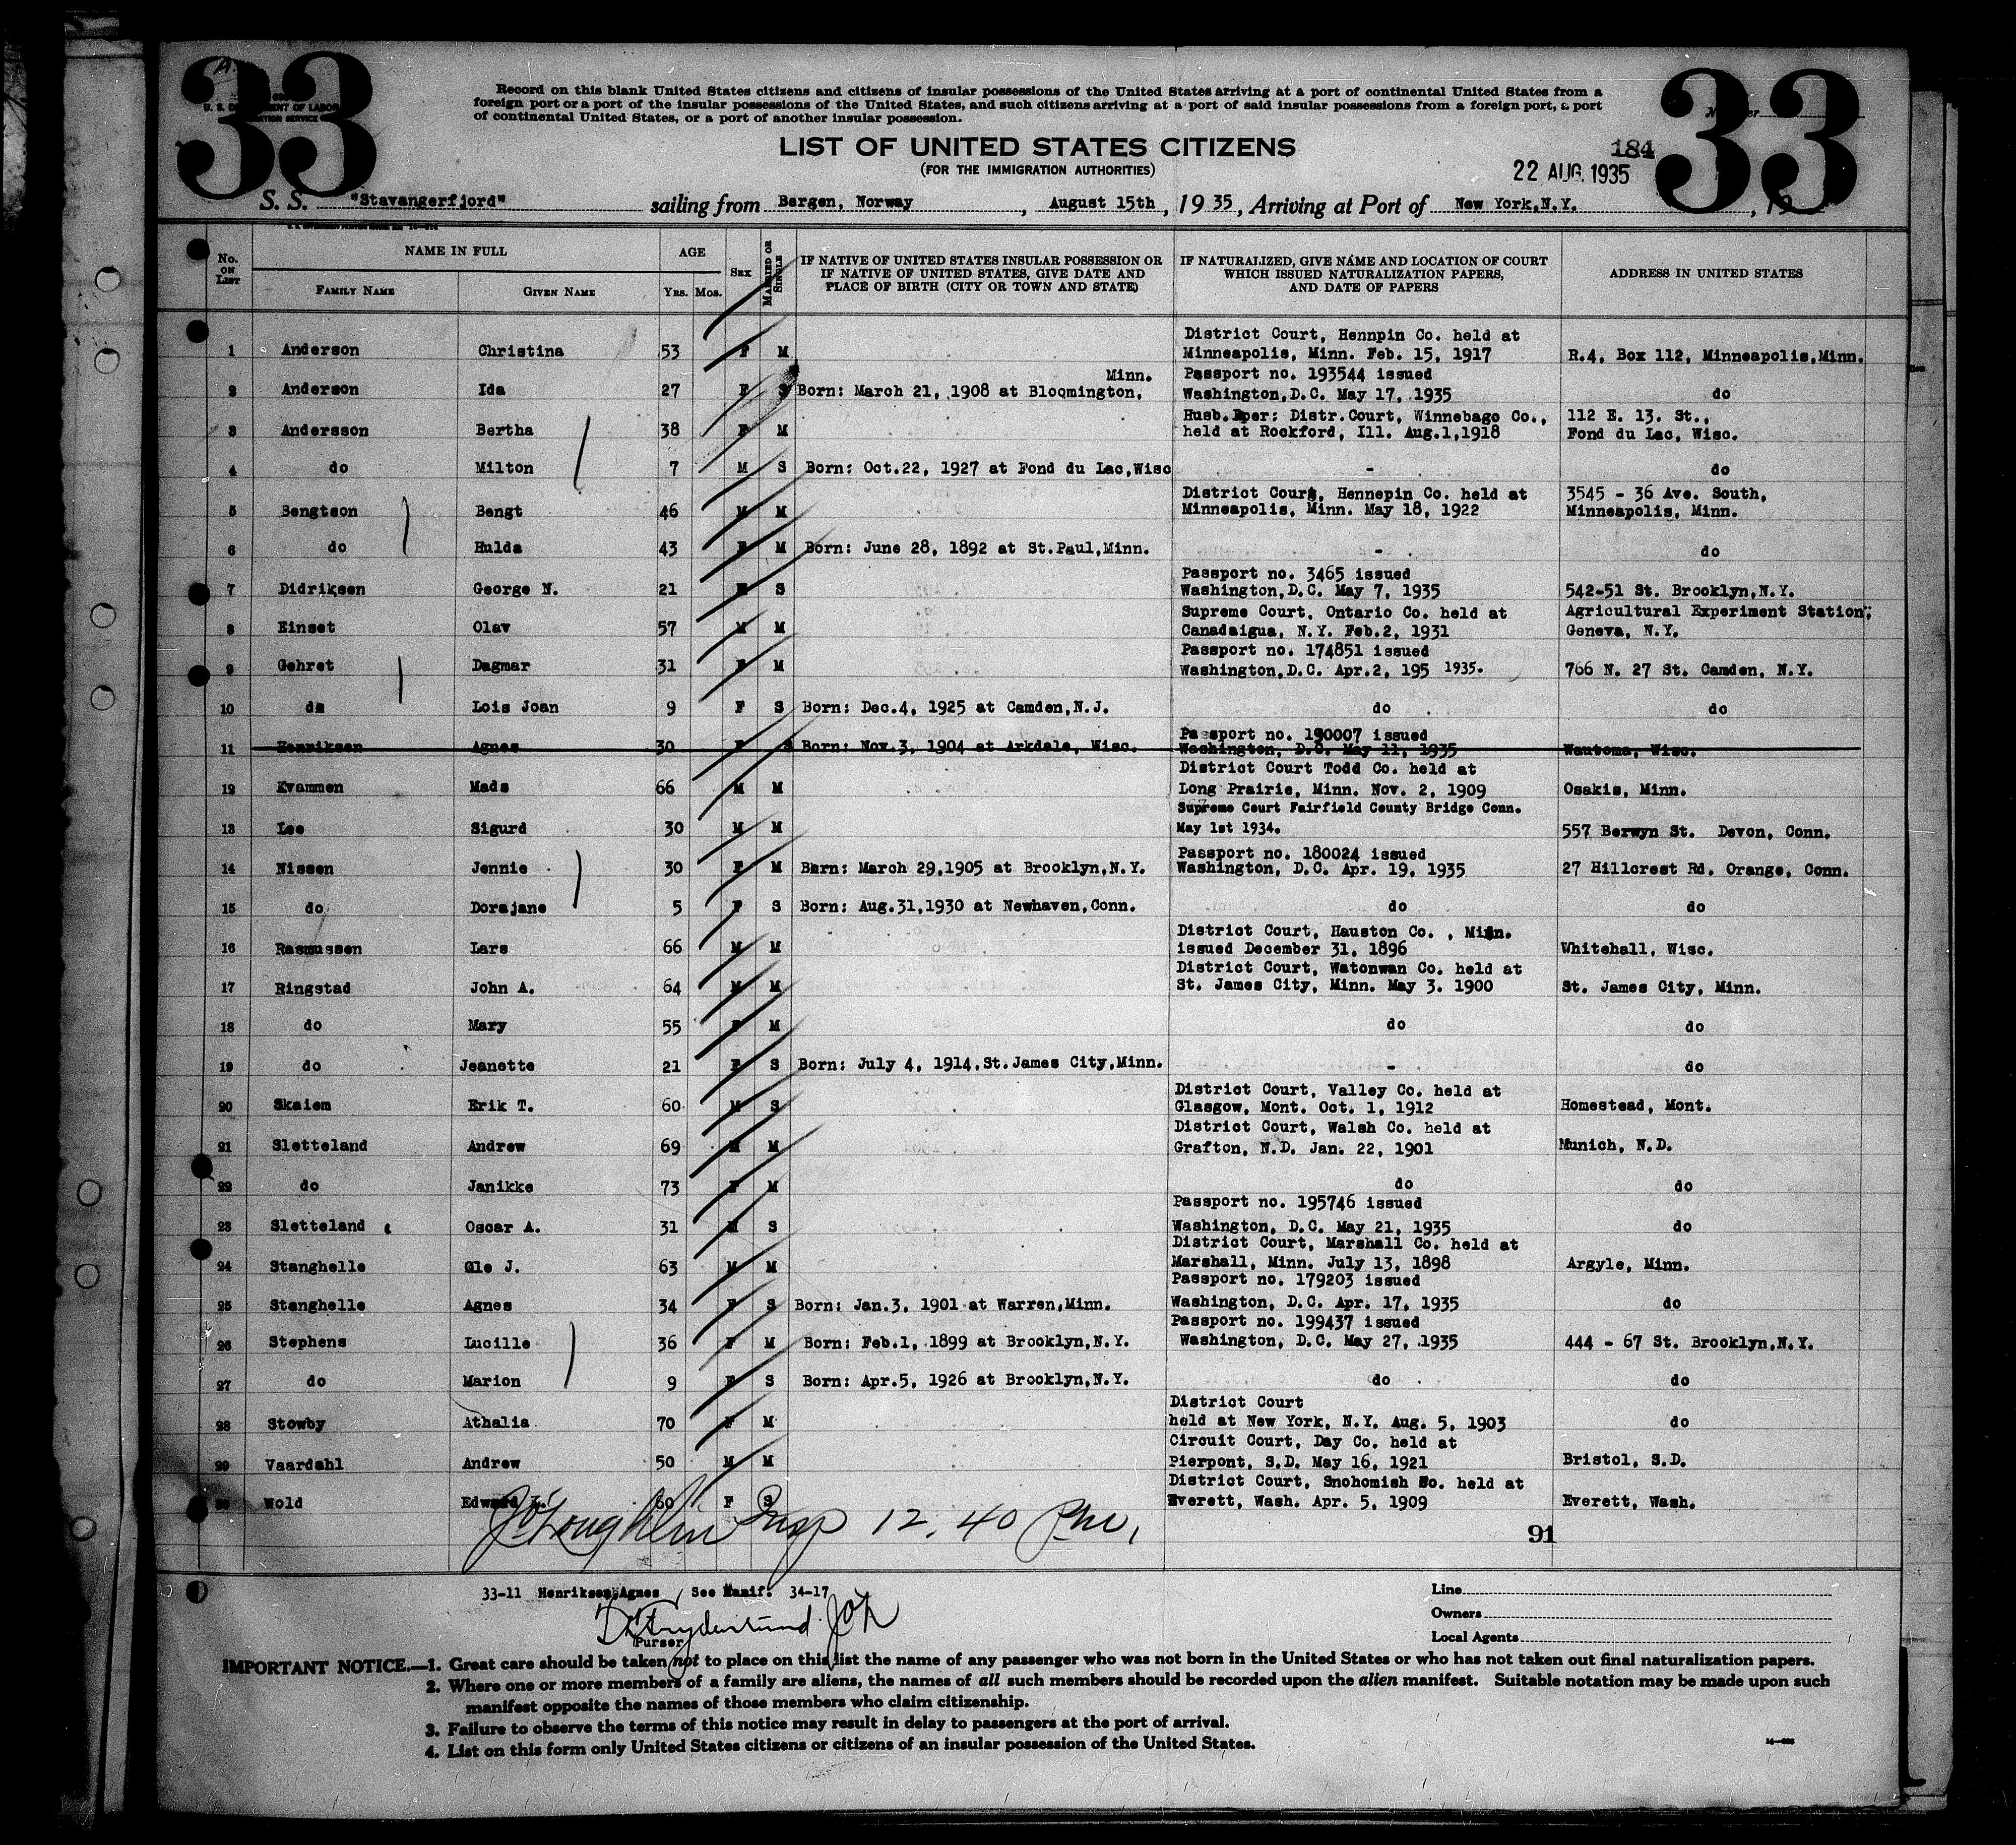 33 33
Record on this blank United States citizens and citizens of insular possessions of the United States arriving at a port of continental United States from a
foreign port or a port of the insular possessions of the United States, and such citizens arriving at a port of said insular possessions from a foreign port, a port
of continental United States, or a port of another insular possession.
LIST OF UNITED STATES CITIZENS
(FOR THE IMMIGRATION AUTHORITIES)
184
22 AUG. 1935
S. S. "Stavangerfjord" sailing from Bergen, Norway, August 15th, 1935, Arriving at Port of New York,N.Y., 19
No. ON LIST NAME IN FULL FAMILY NAME GIVEN NAME AGE YRS. MOS. SEX MARRIED OR SINGLE IF NATIVE OF UNITED STATES INSULAR POSSESSION OR IF NATIVE OF UNITED STATES, GIVE DATE AND PLACE OF BIRTH (CITY OR TOWN AND STATE) IF NATURALIZED, GIVE NAME AND LOCATION OF COURT WHICH ISSUED NATURALIZATION PAPERS, AND DATE OF PAPERS ADDRESS IN UNITED STATES
District Court, Hennpin Co. held at
1 Anderson Christina 53 F M Minneapolis, Minn. Feb. 15, 1917 R.4, Box 112, Minneapolis,Minn.
Minn. Passport no. 193544 issued
2 Anderson Ida 27 F S Born: March 21, 1908 at Bloomington, Washington,D.C. May 17, 1935 do
Husb. Distr.Court, Winnebago Co., 112 E. 13. St.,
3 Andersson Bertha 38 F M held at Rockford, Ill. Aug.1,1918 Fond du Lac, Wisc.
4 do Milton 7 M S Born: Oct.22, 1927 at Fond du Lac,Wisc - do
District Court, Hennepin Co. held at 3545 - 36 Ave. South,
5 Bengtson Bengt 46 M M Minneapolis, Minn. May 18, 1922 Minneapolis, Minn.
6 do Hulda 43 F M Born: June 28, 1892 at St.Paul,Minn. - do
Passport no. 3465 issued
7 Didriksen George N. 21 M S Washington,D.C. May 7, 1935 542-51 St. Brooklyn,N.Y.
Supreme Court, Ontario Co. held at Agricultural Experiment Station,
8 Einset Olav 57 M M Canadaigua, N.Y. Feb.2, 1931 Geneva, N.Y.
Passport no. 174851 issued
9 Gehret Dagmar 31 F M Washington,D.C. Apr.2, 195 1935. 766 N. 27 St. Camden, N.Y.
10 do Lois Joan 9 F S Born: Dec.4, 1925 at Camden,N.J. do do
Passport no. 190007 issued
11 Henriksen Agnes 30 F S Born: Nov.3, 1904 at Arkdale, Wisc. Washington, D.C. May 11, 1935 Wautoma, Wisc.
District Court Todd Co. held at
12 Kvammen Mads 66 M M Long Prairie, Minn. Nov. 2, 1909 Osakis, Minn.
Supreme Court Fairfield County Bridge Conn.
13 Lee Sigurd 30 M M May 1st 1934. 557 Berwyn St. Devon, Conn.
Passport no. 180024 issued
14 Nissen Jennie 30 F M Born: March 29,1905 at Brooklyn,N.Y. Washington, D.C. Apr. 19, 1935 27 Hillcrest Rd. Orange, Conn.
15 do Dorajane 5 F S Born: Aug.31,1930 at Newhaven,Conn. do do
District Court, Hauston Co. , Minn.
16 Rasmussen Lars 66 M M issued December 31, 1896 Whitehall, Wisc.
District Court, Watonwan Co. held at
17 Ringstad John A. 64 M M St. James City, Minn. May 3. 1900 St. James City, Minn.
18 do Mary 55 F M do do
19 do Jeanette 21 F S Born: July 4, 1914,St.James City,Minn. - do
District Court, Valley Co. held at
20 Skaiem Erik T. 60 M S Glasgow, Mont. Oct. 1, 1912 Homestead, Mont.
District Court, Walsh Co. held at
21 Sletteland Andrew 69 M M Grafton, N.D. Jan. 22, 1901 Munich, N.D.
22 do Janikke 73 F M do do
Passport no. 195746 issued
23 Sletteland Oscar A. 31 M S Washington, D.C. May 21, 1935 do
District Court, Marshall Co. held at
24 Stanghelle Ole J. 63 M M Marshall, Minn. July 13, 1898 Argyle, Minn.
Passport no. 179203 issued
25 Stanghelle Agnes 34 F S Born: Jan.3, 1901 at Warren,Minn. Washington, D.C. Apr. 17, 1935 do
Passport no. 199437 issued
26 Stephens Lucille 36 F M Born: Feb.1, 1899 at Brooklyn,N.Y. Washington, D.C. May 27, 1935 444 - 67 St. Brooklyn,N.Y.
27 do Marion 9 F S Born: Apr.5, 1926 at Brooklyn,N.Y. do do
District Court
28 Stowby Athalia 70 F M held at New York, N.Y. Aug. 5, 1903 do
Circuit Court, Day Co. held at
29 Vaardahl Andrew 50 M M Pierpont, S.D. May 16, 1921 Bristol, S.D.
District Court, Snohomish Co. held at
30 Wold Edward 60 F S Everett, Wash. Apr. 5, 1909 Everett, Wash.
Insp 12.40 Pm,
91
33-11 Henriksen,Agnes See Manif: 34-17
Purser
Line
Owners
Local Agents
IMPORTANT NOTICE.—1. Great care should be taken not to place on this list the name of any passenger who was not born in the United States or who has not taken out final naturalization papers.
2. Where one or more members of a family are aliens, the names of all such members should be recorded upon the alien manifest. Suitable notation may be made upon such
manifest opposite the names of those members who claim citizenship.
3. Failure to observe the terms of this notice may result in delay to passengers at the port of arrival.
4. List on this form only United States citizens or citizens of an insular possession of the United States.